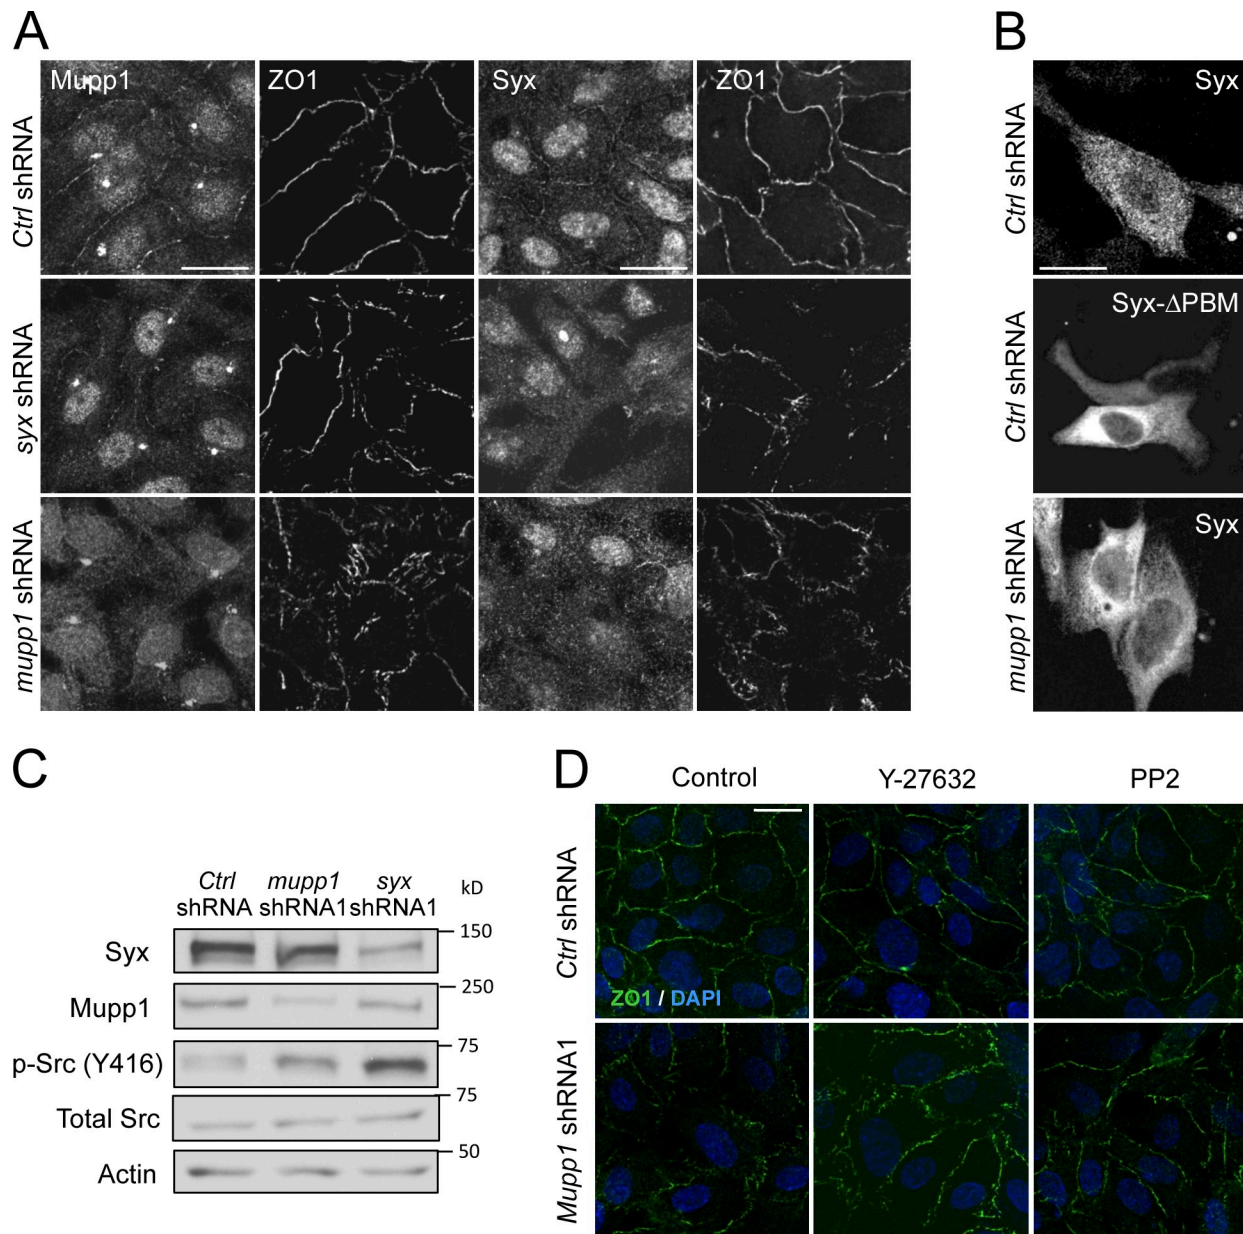 A
B
Mupp1 ZO1 Syx ZO1
Syx
Ctrl shRNA
Ctrl shRNA
syx shRNA
Syx-ΔPBM
Ctrl shRNA
mupp1 shRNA
Syx
mupp1 shRNA
C
D
Control Y-27632 PP2
Ctrl mupp1 syx
shRNA shRNA1 shRNA1
kD
Syx
150
Mupp1
250
p-Src (Y416)
75
Total Src
75
Actin
50
Ctrl shRNA
ZO1 / DAPI
Mupp1 shRNA1